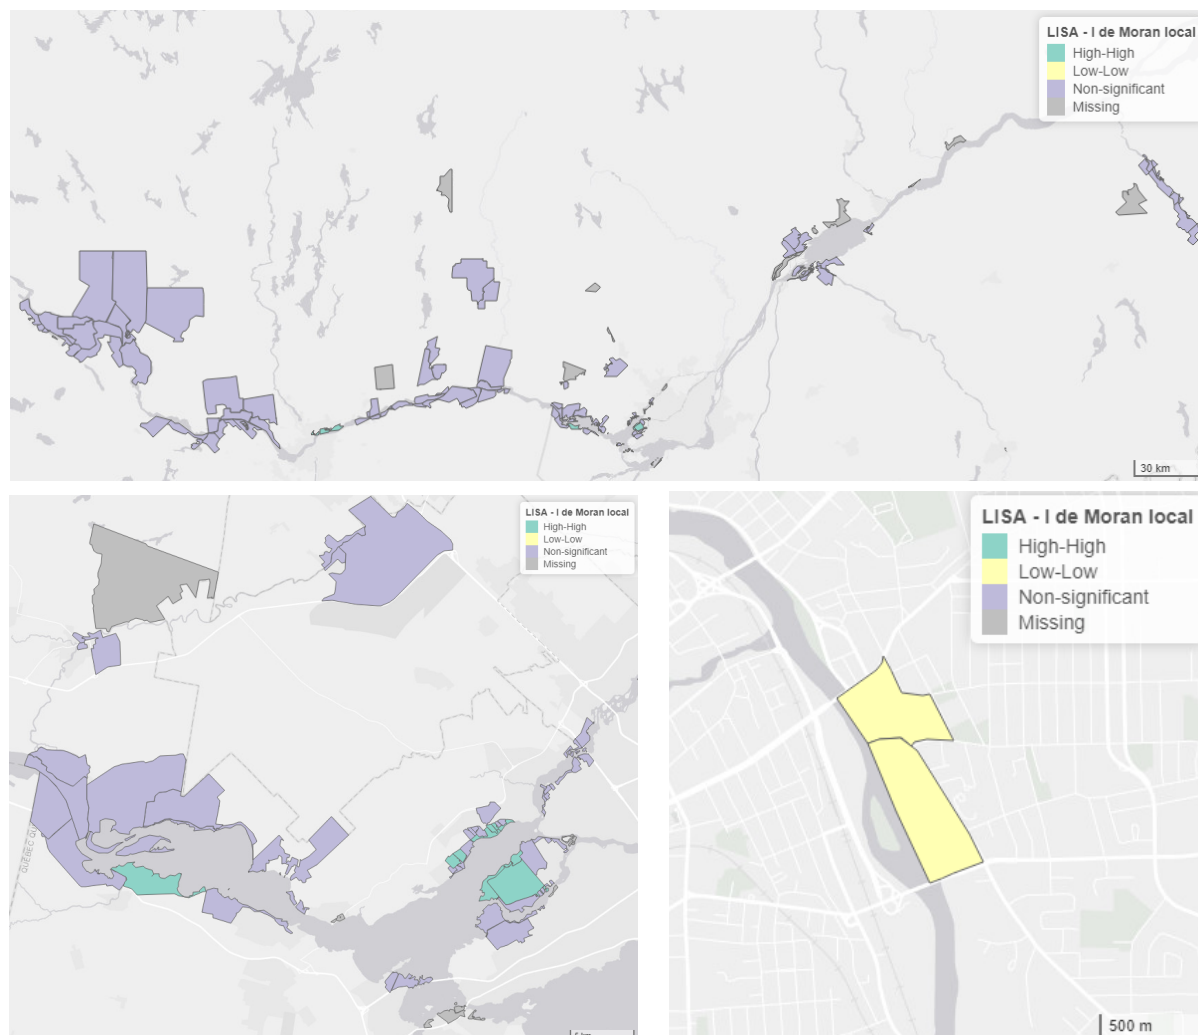 LISA - I de Moran local
High-High
Low-Low
Non-significant
Missing
30 km
LISA - I de Moran local
High-High
Low-Low
Non-significant
Missing
LISA - I de Moran local
High-High
Low-Low
Non-significant
Missing
500 m